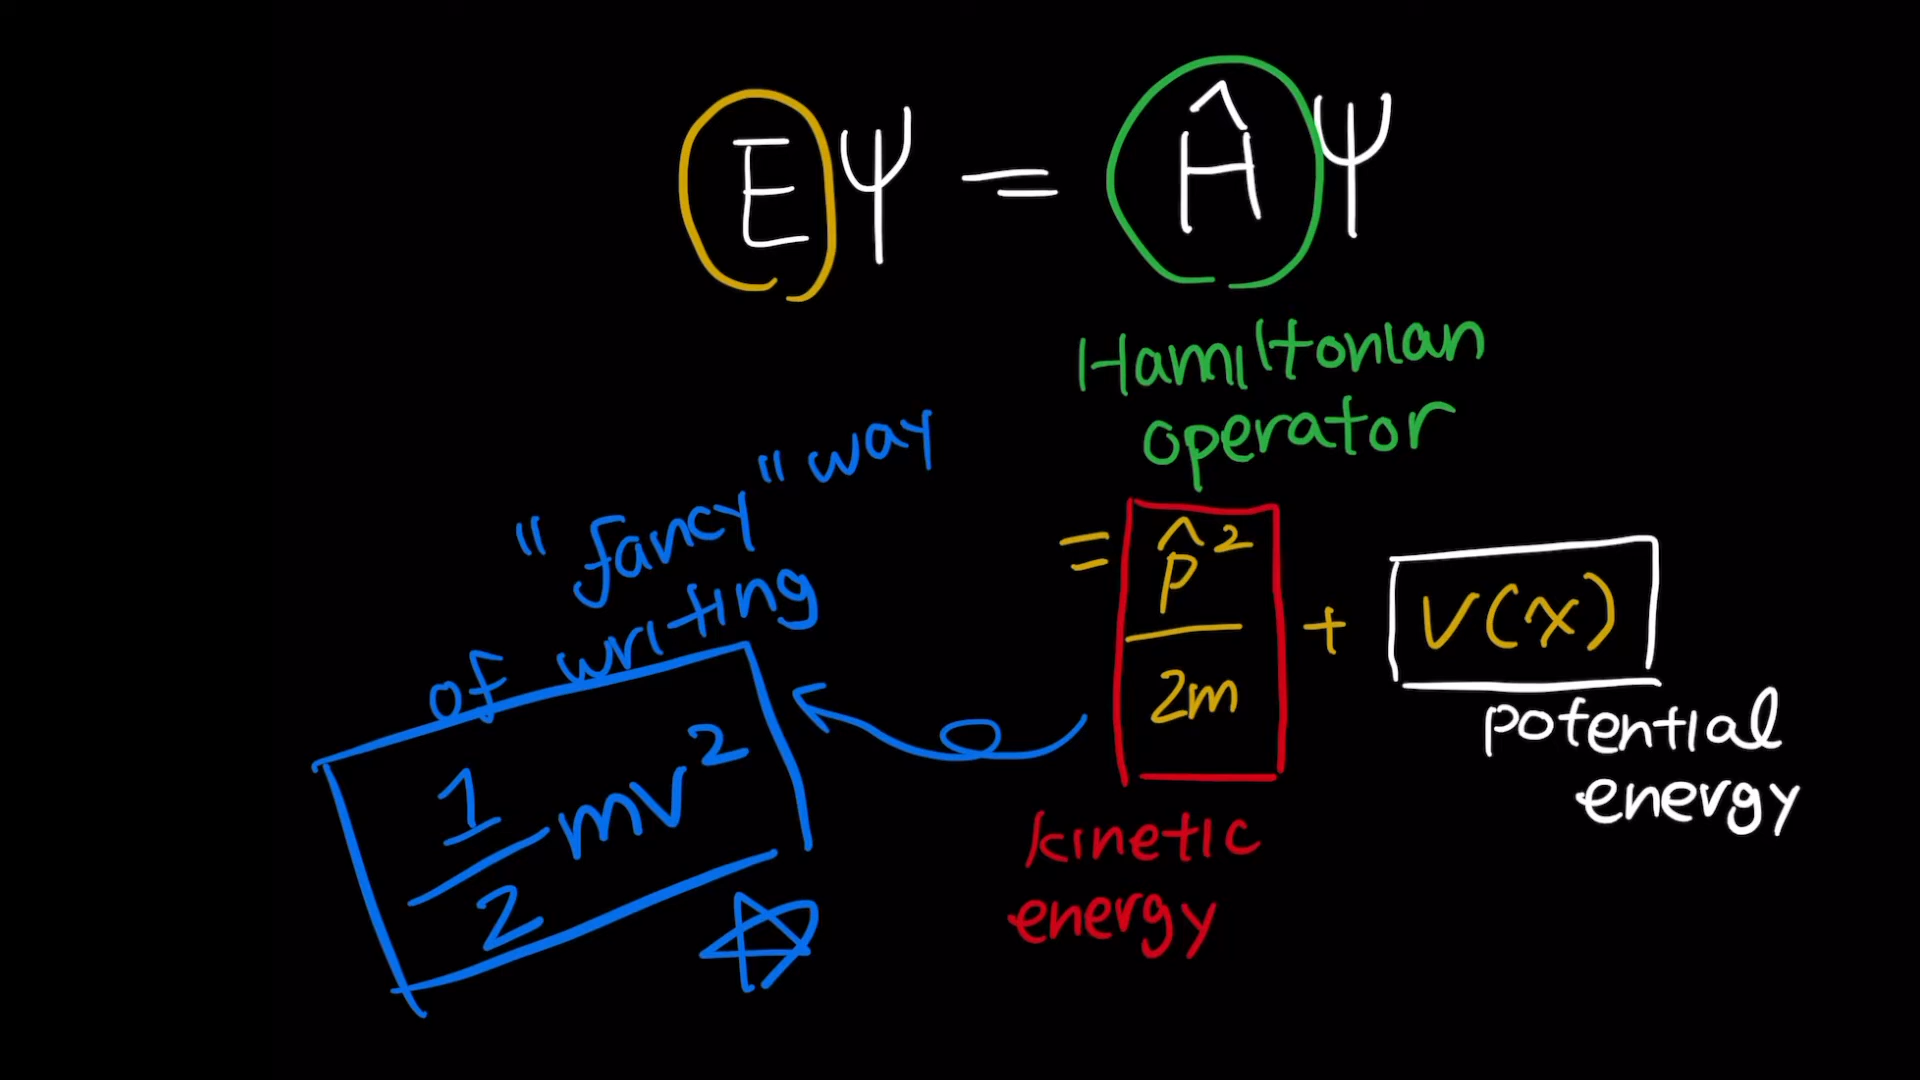 Eψ = Ĥψ
Hamiltonian
operator
= p̂²/2m + V(x)
kinetic
energy
potential
energy
"fancy" way
of writing
1/2 mv²